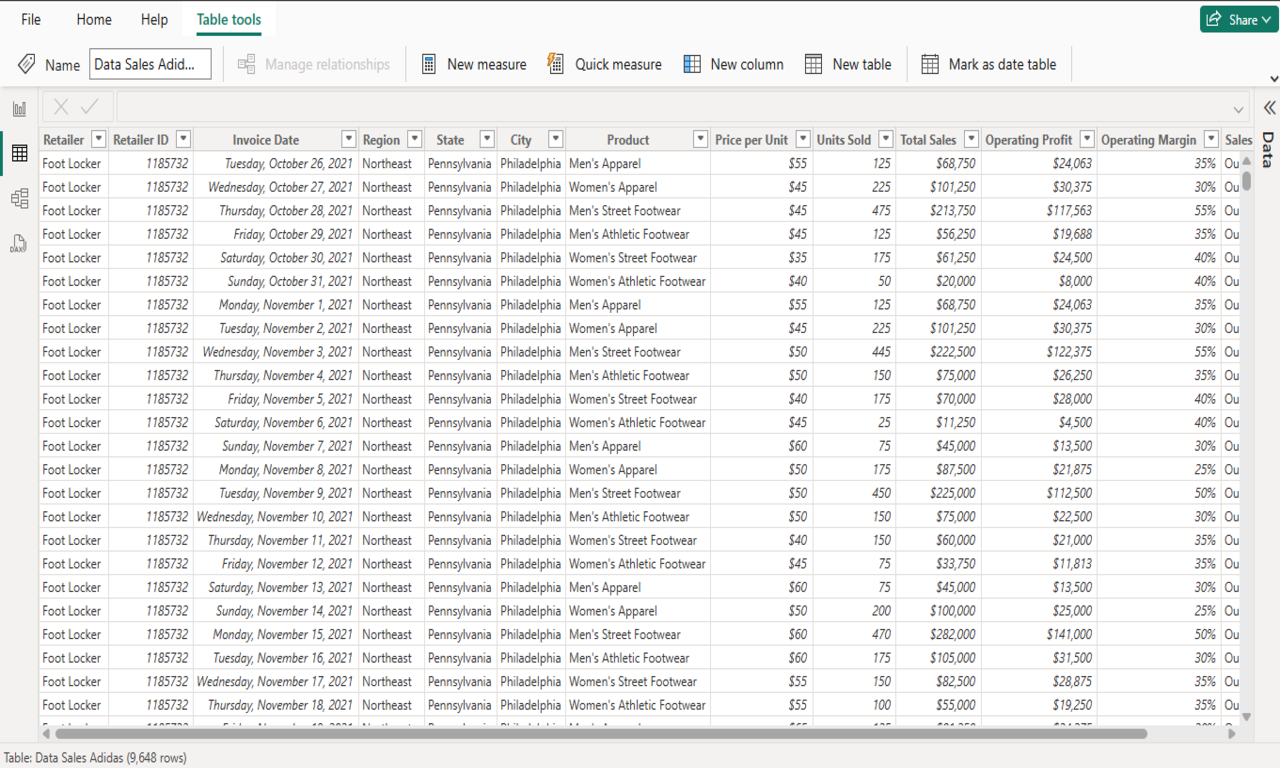 File Home Help Table tools Share
Name Data Sales Adid... Manage relationships New measure Quick measure New column New table Mark as date table
Retailer Retailer ID Invoice Date Region State City Product Price per Unit Units Sold Total Sales Operating Profit Operating Margin Sales
Foot Locker 1185732 Tuesday, October 26, 2021 Northeast Pennsylvania Philadelphia Men's Apparel $55 125 $68,750 $24,063 35% Ou
Foot Locker 1185732 Wednesday, October 27, 2021 Northeast Pennsylvania Philadelphia Women's Apparel $45 225 $101,250 $30,375 30% Ou
Foot Locker 1185732 Thursday, October 28, 2021 Northeast Pennsylvania Philadelphia Men's Street Footwear $45 475 $213,750 $117,563 55% Ou
Foot Locker 1185732 Friday, October 29, 2021 Northeast Pennsylvania Philadelphia Men's Athletic Footwear $45 125 $56,250 $19,688 35% Ou
Foot Locker 1185732 Saturday, October 30, 2021 Northeast Pennsylvania Philadelphia Women's Street Footwear $35 175 $61,250 $24,500 40% Ou
Foot Locker 1185732 Sunday, October 31, 2021 Northeast Pennsylvania Philadelphia Women's Athletic Footwear $40 50 $20,000 $8,000 40% Ou
Foot Locker 1185732 Monday, November 1, 2021 Northeast Pennsylvania Philadelphia Men's Apparel $55 125 $68,750 $24,063 35% Ou
Foot Locker 1185732 Tuesday, November 2, 2021 Northeast Pennsylvania Philadelphia Women's Apparel $45 225 $101,250 $30,375 30% Ou
Foot Locker 1185732 Wednesday, November 3, 2021 Northeast Pennsylvania Philadelphia Men's Street Footwear $50 445 $222,500 $122,375 55% Ou
Foot Locker 1185732 Thursday, November 4, 2021 Northeast Pennsylvania Philadelphia Men's Athletic Footwear $50 150 $75,000 $26,250 35% Ou
Foot Locker 1185732 Friday, November 5, 2021 Northeast Pennsylvania Philadelphia Women's Street Footwear $40 175 $70,000 $28,000 40% Ou
Foot Locker 1185732 Saturday, November 6, 2021 Northeast Pennsylvania Philadelphia Women's Athletic Footwear $45 25 $11,250 $4,500 40% Ou
Foot Locker 1185732 Sunday, November 7, 2021 Northeast Pennsylvania Philadelphia Men's Apparel $60 75 $45,000 $13,500 30% Ou
Foot Locker 1185732 Monday, November 8, 2021 Northeast Pennsylvania Philadelphia Women's Apparel $50 175 $87,500 $21,875 25% Ou
Foot Locker 1185732 Tuesday, November 9, 2021 Northeast Pennsylvania Philadelphia Men's Street Footwear $50 450 $225,000 $112,500 50% Ou
Foot Locker 1185732 Wednesday, November 10, 2021 Northeast Pennsylvania Philadelphia Men's Athletic Footwear $50 150 $75,000 $22,500 30% Ou
Foot Locker 1185732 Thursday, November 11, 2021 Northeast Pennsylvania Philadelphia Women's Street Footwear $40 150 $60,000 $21,000 35% Ou
Foot Locker 1185732 Friday, November 12, 2021 Northeast Pennsylvania Philadelphia Women's Athletic Footwear $45 75 $33,750 $11,813 35% Ou
Foot Locker 1185732 Saturday, November 13, 2021 Northeast Pennsylvania Philadelphia Men's Apparel $60 75 $45,000 $13,500 30% Ou
Foot Locker 1185732 Sunday, November 14, 2021 Northeast Pennsylvania Philadelphia Women's Apparel $50 200 $100,000 $25,000 25% Ou
Foot Locker 1185732 Monday, November 15, 2021 Northeast Pennsylvania Philadelphia Men's Street Footwear $60 470 $282,000 $141,000 50% Ou
Foot Locker 1185732 Tuesday, November 16, 2021 Northeast Pennsylvania Philadelphia Men's Athletic Footwear $60 175 $105,000 $31,500 30% Ou
Foot Locker 1185732 Wednesday, November 17, 2021 Northeast Pennsylvania Philadelphia Women's Street Footwear $55 150 $82,500 $28,875 35% Ou
Foot Locker 1185732 Thursday, November 18, 2021 Northeast Pennsylvania Philadelphia Women's Athletic Footwear $55 100 $55,000 $19,250 35% Ou
Data
DAX
Table: Data Sales Adidas (9,648 rows)